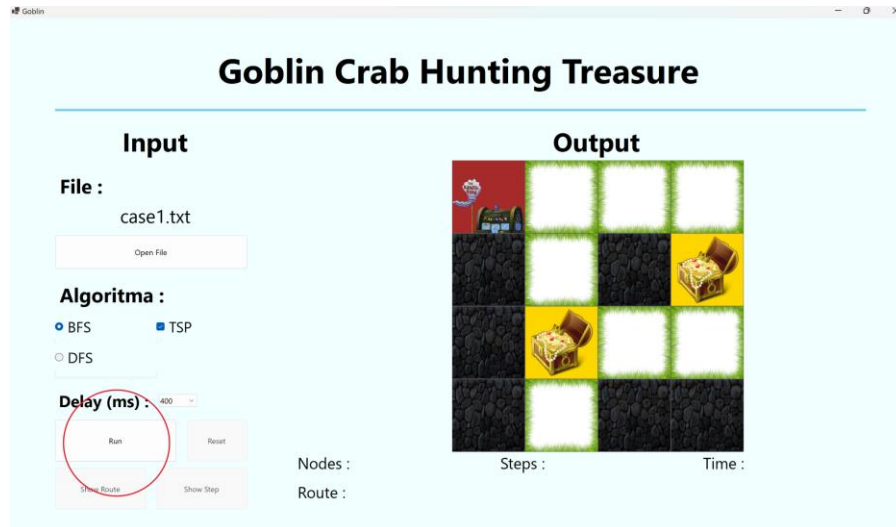 Goblin
Goblin Crab Hunting Treasure
Input
Output
File :
case1.txt
Open File
Algoritma :
BFS
TSP
DFS
Delay (ms) :
400
Run
Reset
Show Route
Show Step
Nodes :
Steps :
Time :
Route :